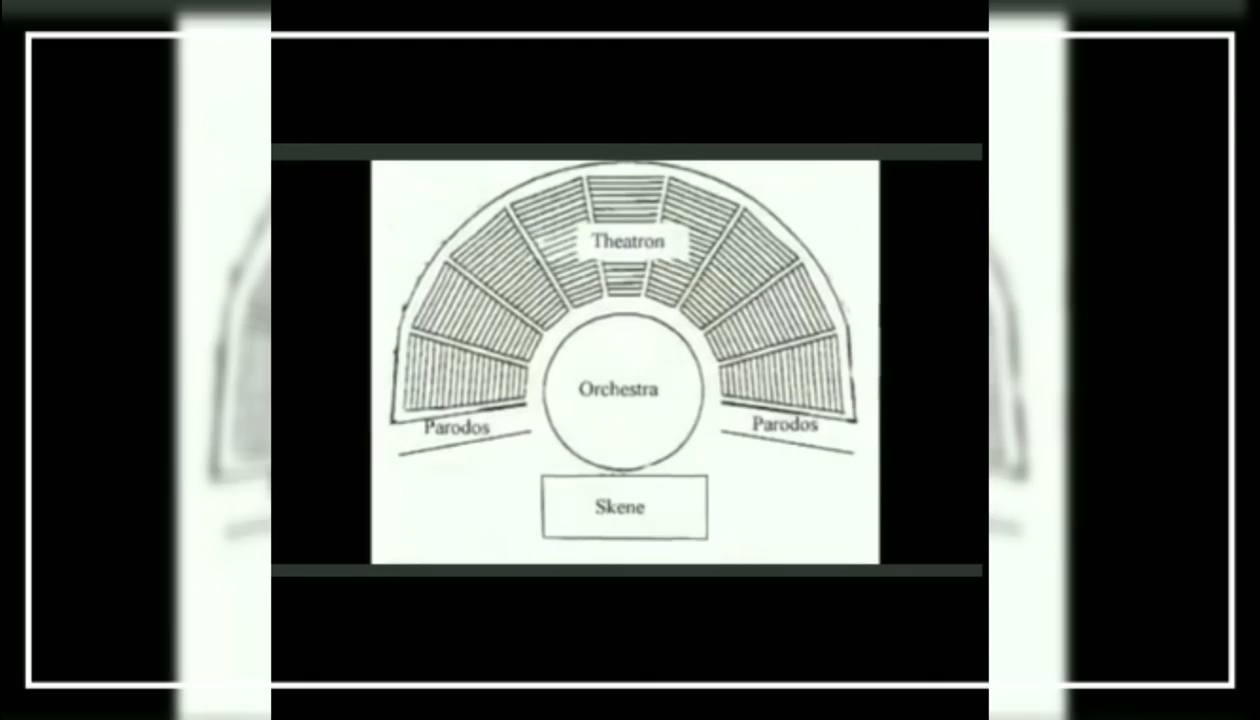 Theatron
Orchestra
Parodos
Parodos
Skene